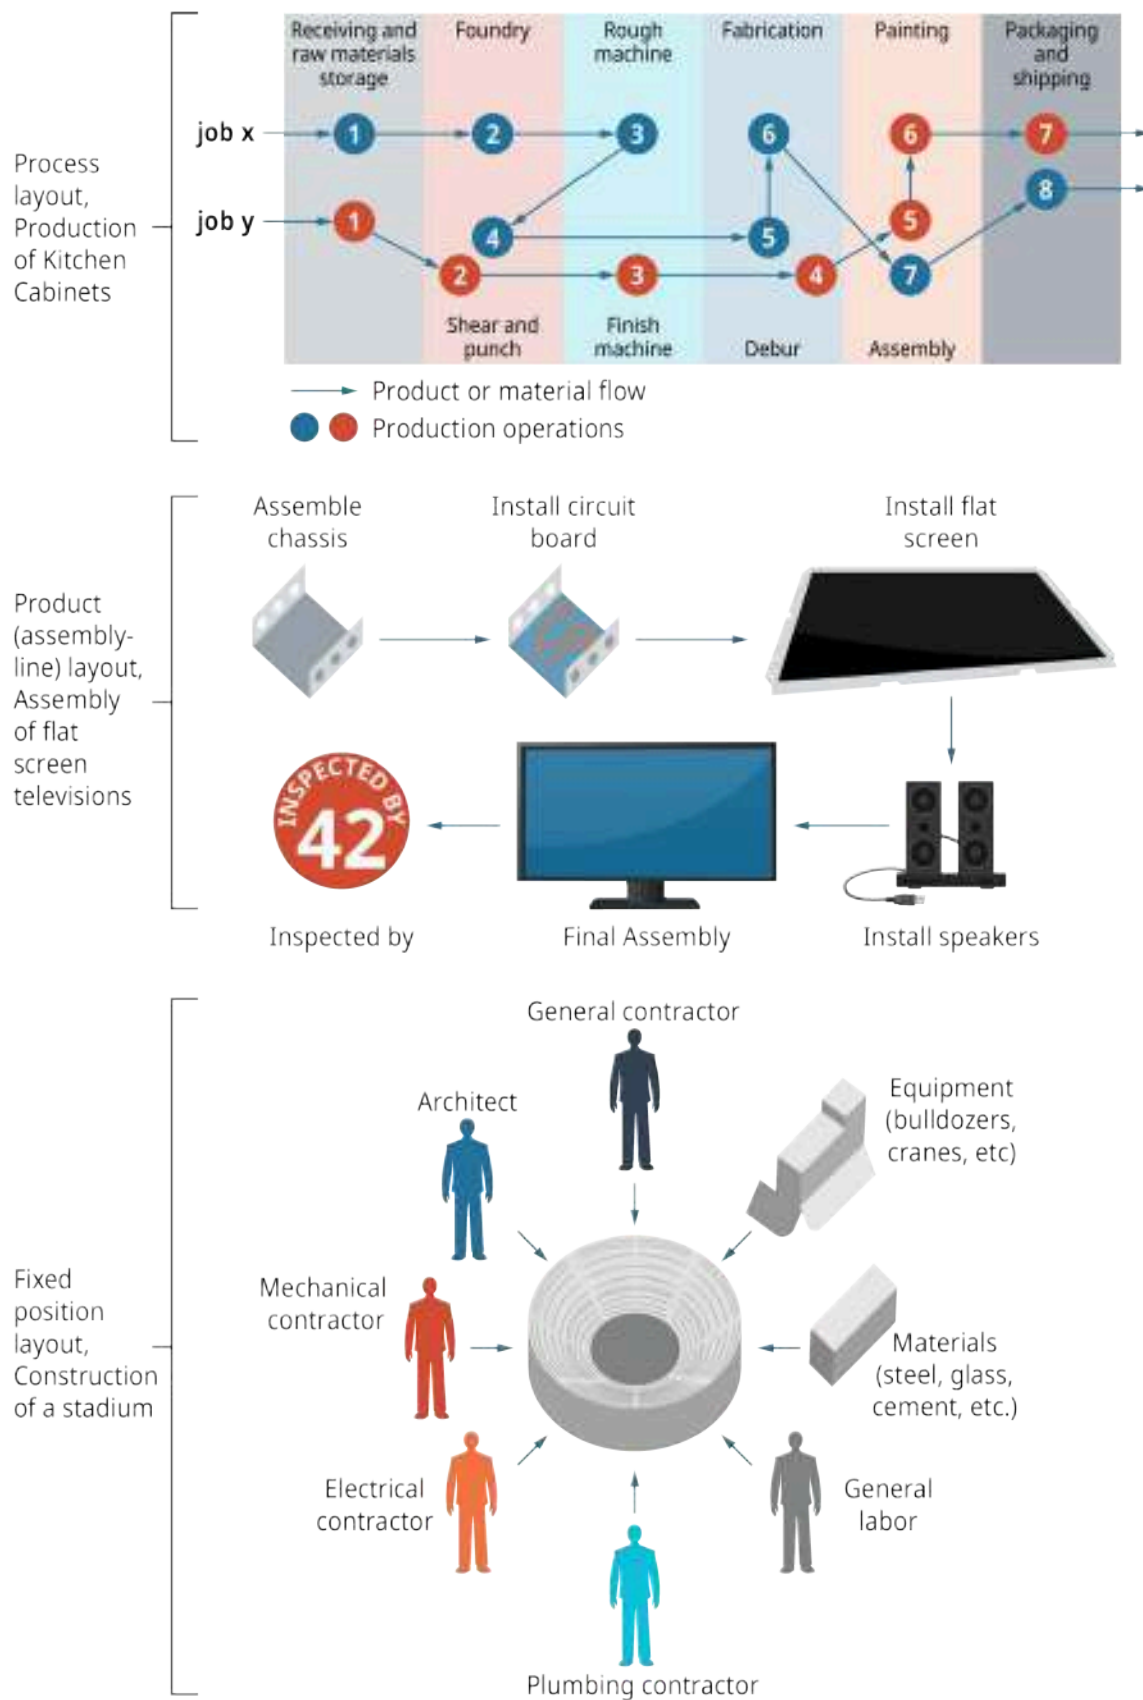 Receiving and
raw materials
storage
Foundry
Rough
machine
Fabrication
Painting
Packaging
and
shipping
job x
1
2
3
6
6
7
Process
layout,
Production
of Kitchen
Cabinets
job y
1
4
5
5
7
8
2
3
4
Shear and
punch
Finish
machine
Debur
Assembly
Product or material flow
Production operations
Product
(assembly-
line) layout,
Assembly
of flat
screen
televisions
Assemble
chassis
Install circuit
board
Install flat
screen
INSPECTED BY
42
Inspected by
Final Assembly
Install speakers
Fixed
position
layout,
Construction
of a stadium
General contractor
Architect
Equipment
(bulldozers,
cranes, etc)
Mechanical
contractor
Materials
(steel, glass,
cement, etc.)
Electrical
contractor
General
labor
Plumbing contractor